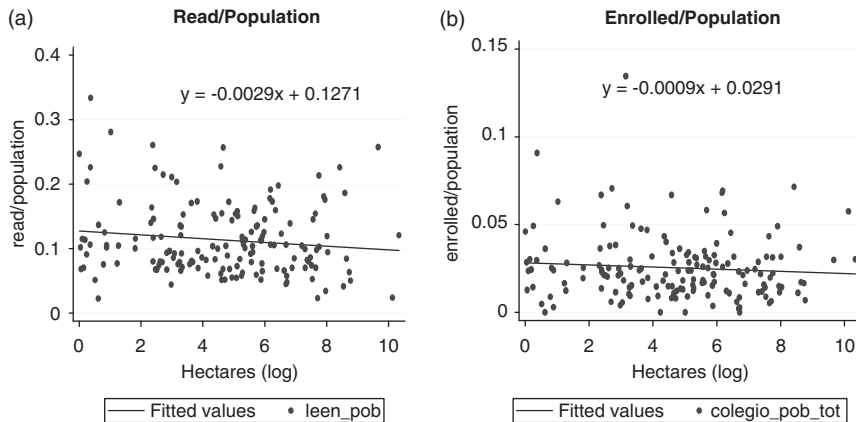 (a)
Read/Population
0.4
0.3
0.2
0.1
0
read/population
y = -0.0029x + 0.1271
0 2 4 6 8 10
Hectares (log)
Fitted values leen_pob
(b)
Enrolled/Population
0.15
0.1
0.05
0
enrolled/population
y = -0.0009x + 0.0291
0 2 4 6 8 10
Hectares (log)
Fitted values colegio_pob_tot